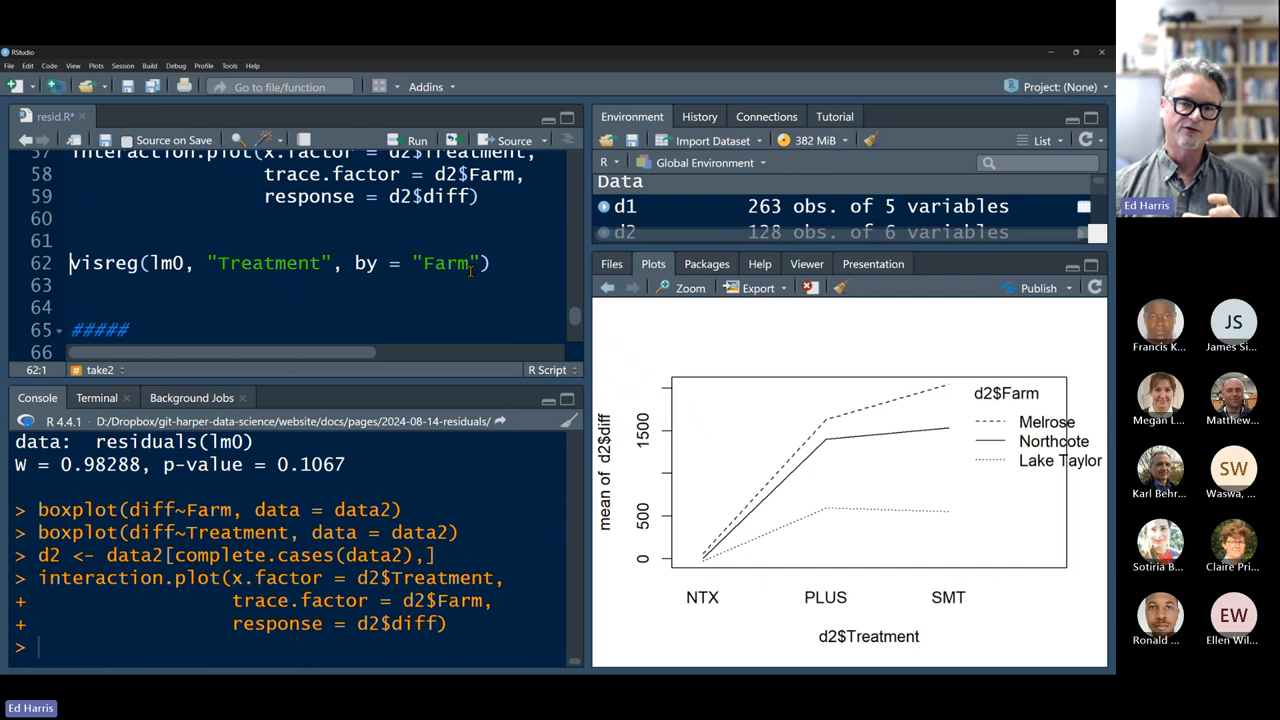 RStudio
File Edit Code View Plots Session Build Debug Profile Tools Help
Go to file/function
Addins
Project: (None)
resid.R*
Source on Save
Run
Source
57 interaction.plot(x.factor = d2$Treatment,
58 trace.factor = d2$Farm,
59 response = d2$diff)
60
61
62 visreg(lm0, "Treatment", by = "Farm")
63
64
65 #####
66
62:1
take2
R Script
Console
Terminal
Background Jobs
R 4.4.1 · D:/Dropbox/git-harper-data-science/website/docs/pages/2024-08-14-residuals/
data: residuals(lm0)
W = 0.98288, p-value = 0.1067
> boxplot(diff~Farm, data = data2)
> boxplot(diff~Treatment, data = data2)
> d2 <- data2[complete.cases(data2),]
> interaction.plot(x.factor = d2$Treatment,
+ trace.factor = d2$Farm,
+ response = d2$diff)
>
Environment
History
Connections
Tutorial
Import Dataset
382 MiB
List
R
Global Environment
Data
d1 263 obs. of 5 variables
d2 128 obs. of 6 variables
Files
Plots
Packages
Help
Viewer
Presentation
Zoom
Export
Publish
mean of d2$diff
0
500
1500
d2$Farm
Melrose
Northcote
Lake Taylor
NTX
PLUS
SMT
d2$Treatment
Ed Harris
Francis K...
JS
James Si...
Megan L...
Matthew...
Karl Behr...
SW
Waswa, ...
Sotiria B...
Claire Pri...
Ronald ...
EW
Ellen Wil...
Ed Harris